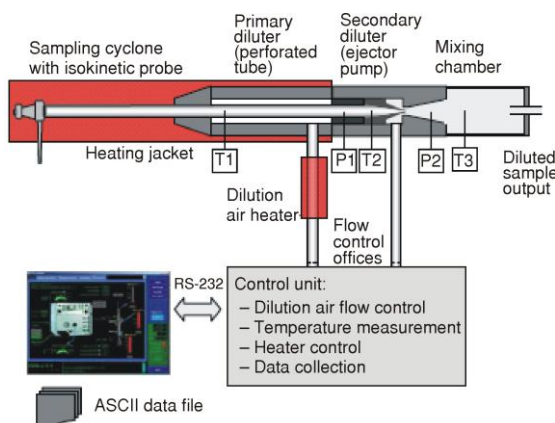 Sampling cyclone
with isokinetic probe
Primary
diluter
(perforated
tube)
Secondary
diluter
(ejector
pump)
Mixing
chamber
Heating jacket
T1
P1
T2
P2
T3
Diluted
sample
output
Dilution
air heater
Flow
control
offices
RS-232
Control unit:
– Dilution air flow control
– Temperature measurement
– Heater control
– Data collection
ASCII data file